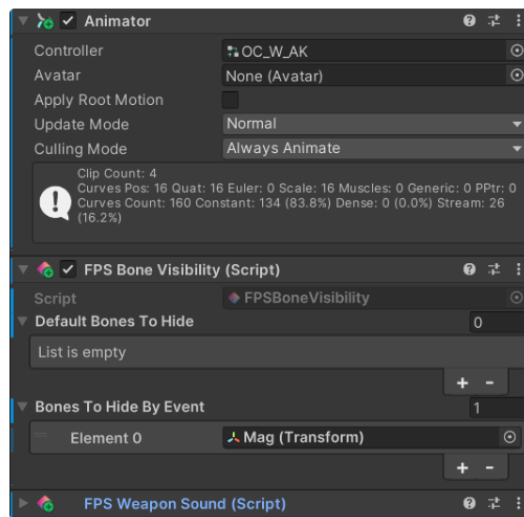 Animator
Controller OC_W_AK
Avatar None (Avatar)
Apply Root Motion
Update Mode Normal
Culling Mode Always Animate
Clip Count: 4
Curves Pos: 16 Quat: 16 Euler: 0 Scale: 16 Muscles: 0 Generic: 0 PPtr: 0
Curves Count: 160 Constant: 134 (83.8%) Dense: 0 (0.0%) Stream: 26
(16.2%)
FPS Bone Visibility (Script)
Script FPSBoneVisibility
Default Bones To Hide 0
List is empty
+ -
Bones To Hide By Event 1
Element 0 Mag (Transform)
+ -
FPS Weapon Sound (Script)